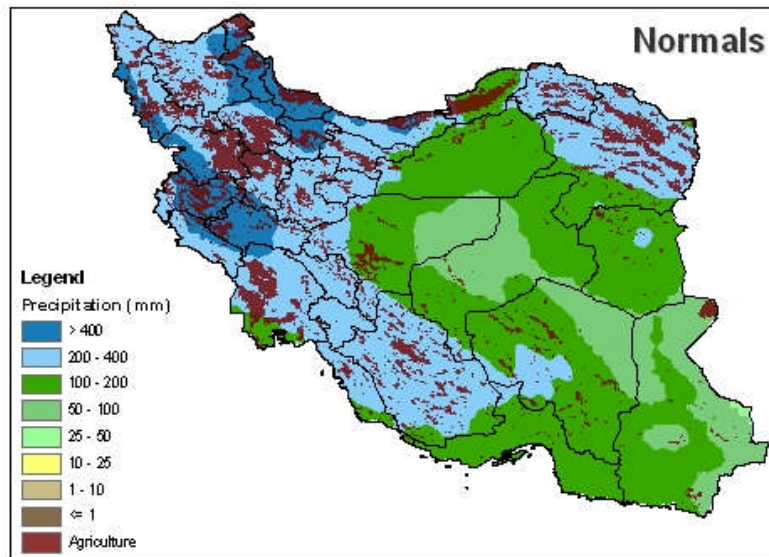 Normals
Legend
Precipitation ( mm )
> 400
200 - 400
100 - 200
50 - 100
25 - 50
10 - 25
1 - 10
<= 1
Agriculture